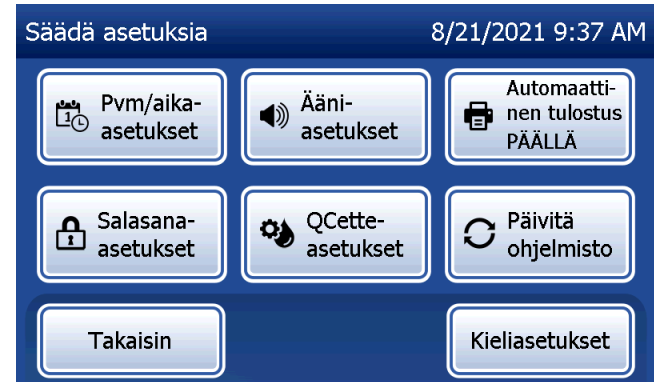 Säädä asetuksia
8/21/2021 9:37 AM
Pvm/aika-
asetukset
Ääni-
asetukset
Automaatti-
nen tulostus
PÄÄLLÄ
Salasana-
asetukset
QCette-
asetukset
Päivitä
ohjelmisto
Takaisin
Kieliasetukset